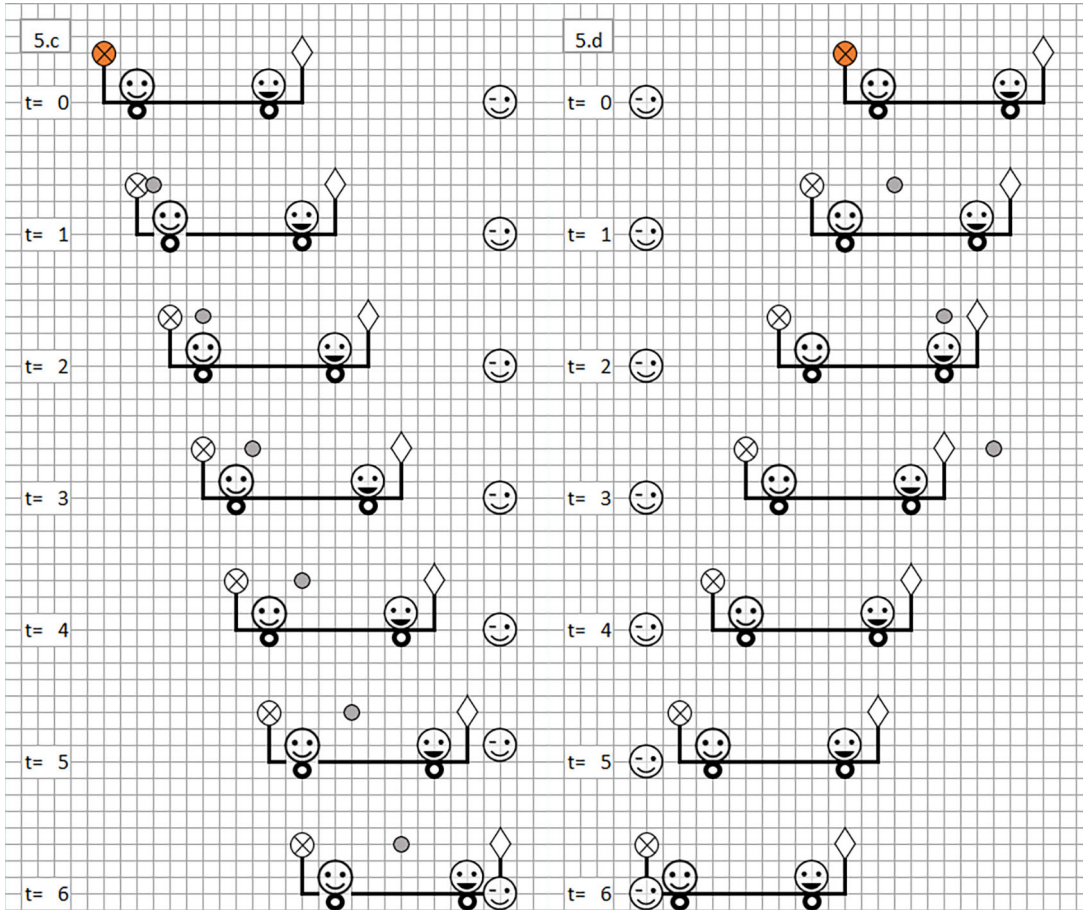 5.c
5.d
t= 0
t= 0
t= 1
t= 1
t= 2
t= 2
t= 3
t= 3
t= 4
t= 4
t= 5
t= 5
t= 6
t= 6